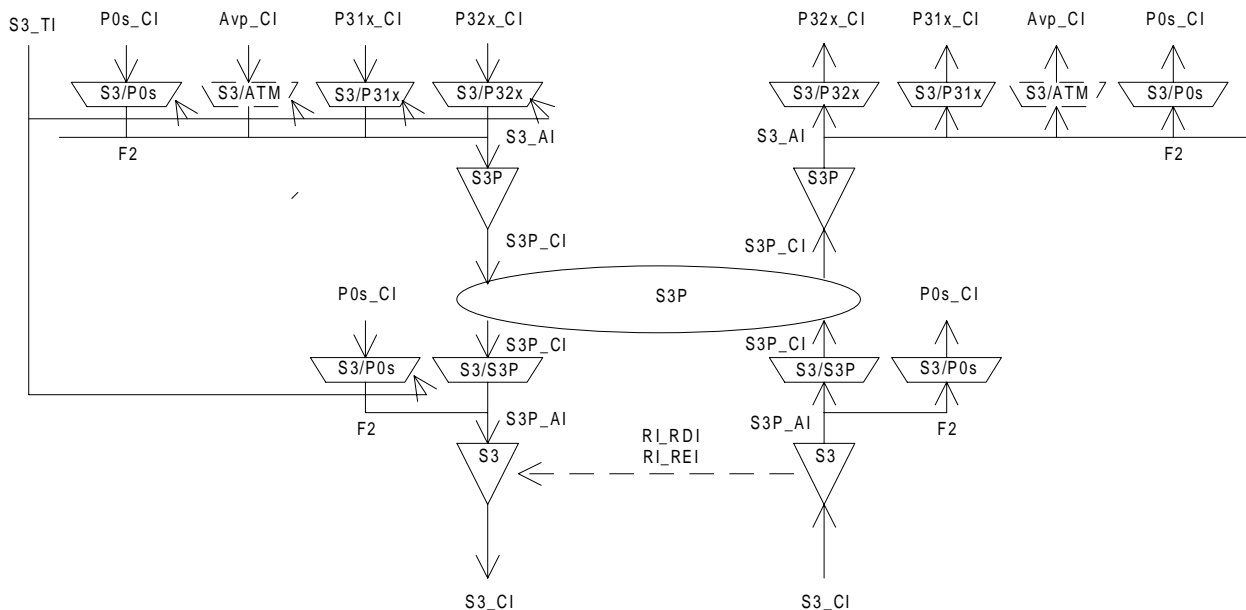 S3_TI P0s_CI Avp_CI P31x_CI P32x_CI P32x_CI P31x_CI Avp_CI P0s_CI
S3/P0s S3/ATM S3/P31x S3/P32x S3/P32x S3/P31x S3/ATM S3/P0s
S3_AI S3_AI
F2 F2
S3P S3P
S3P_CI S3P_CI
P0s_CI S3P P0s_CI
S3P_CI S3P_CI
S3/P0s S3/S3P S3/S3P S3/P0s
S3P_AI S3P_AI
F2 F2
RI_RDI
S3 RI_REI S3
S3_CI S3_CI